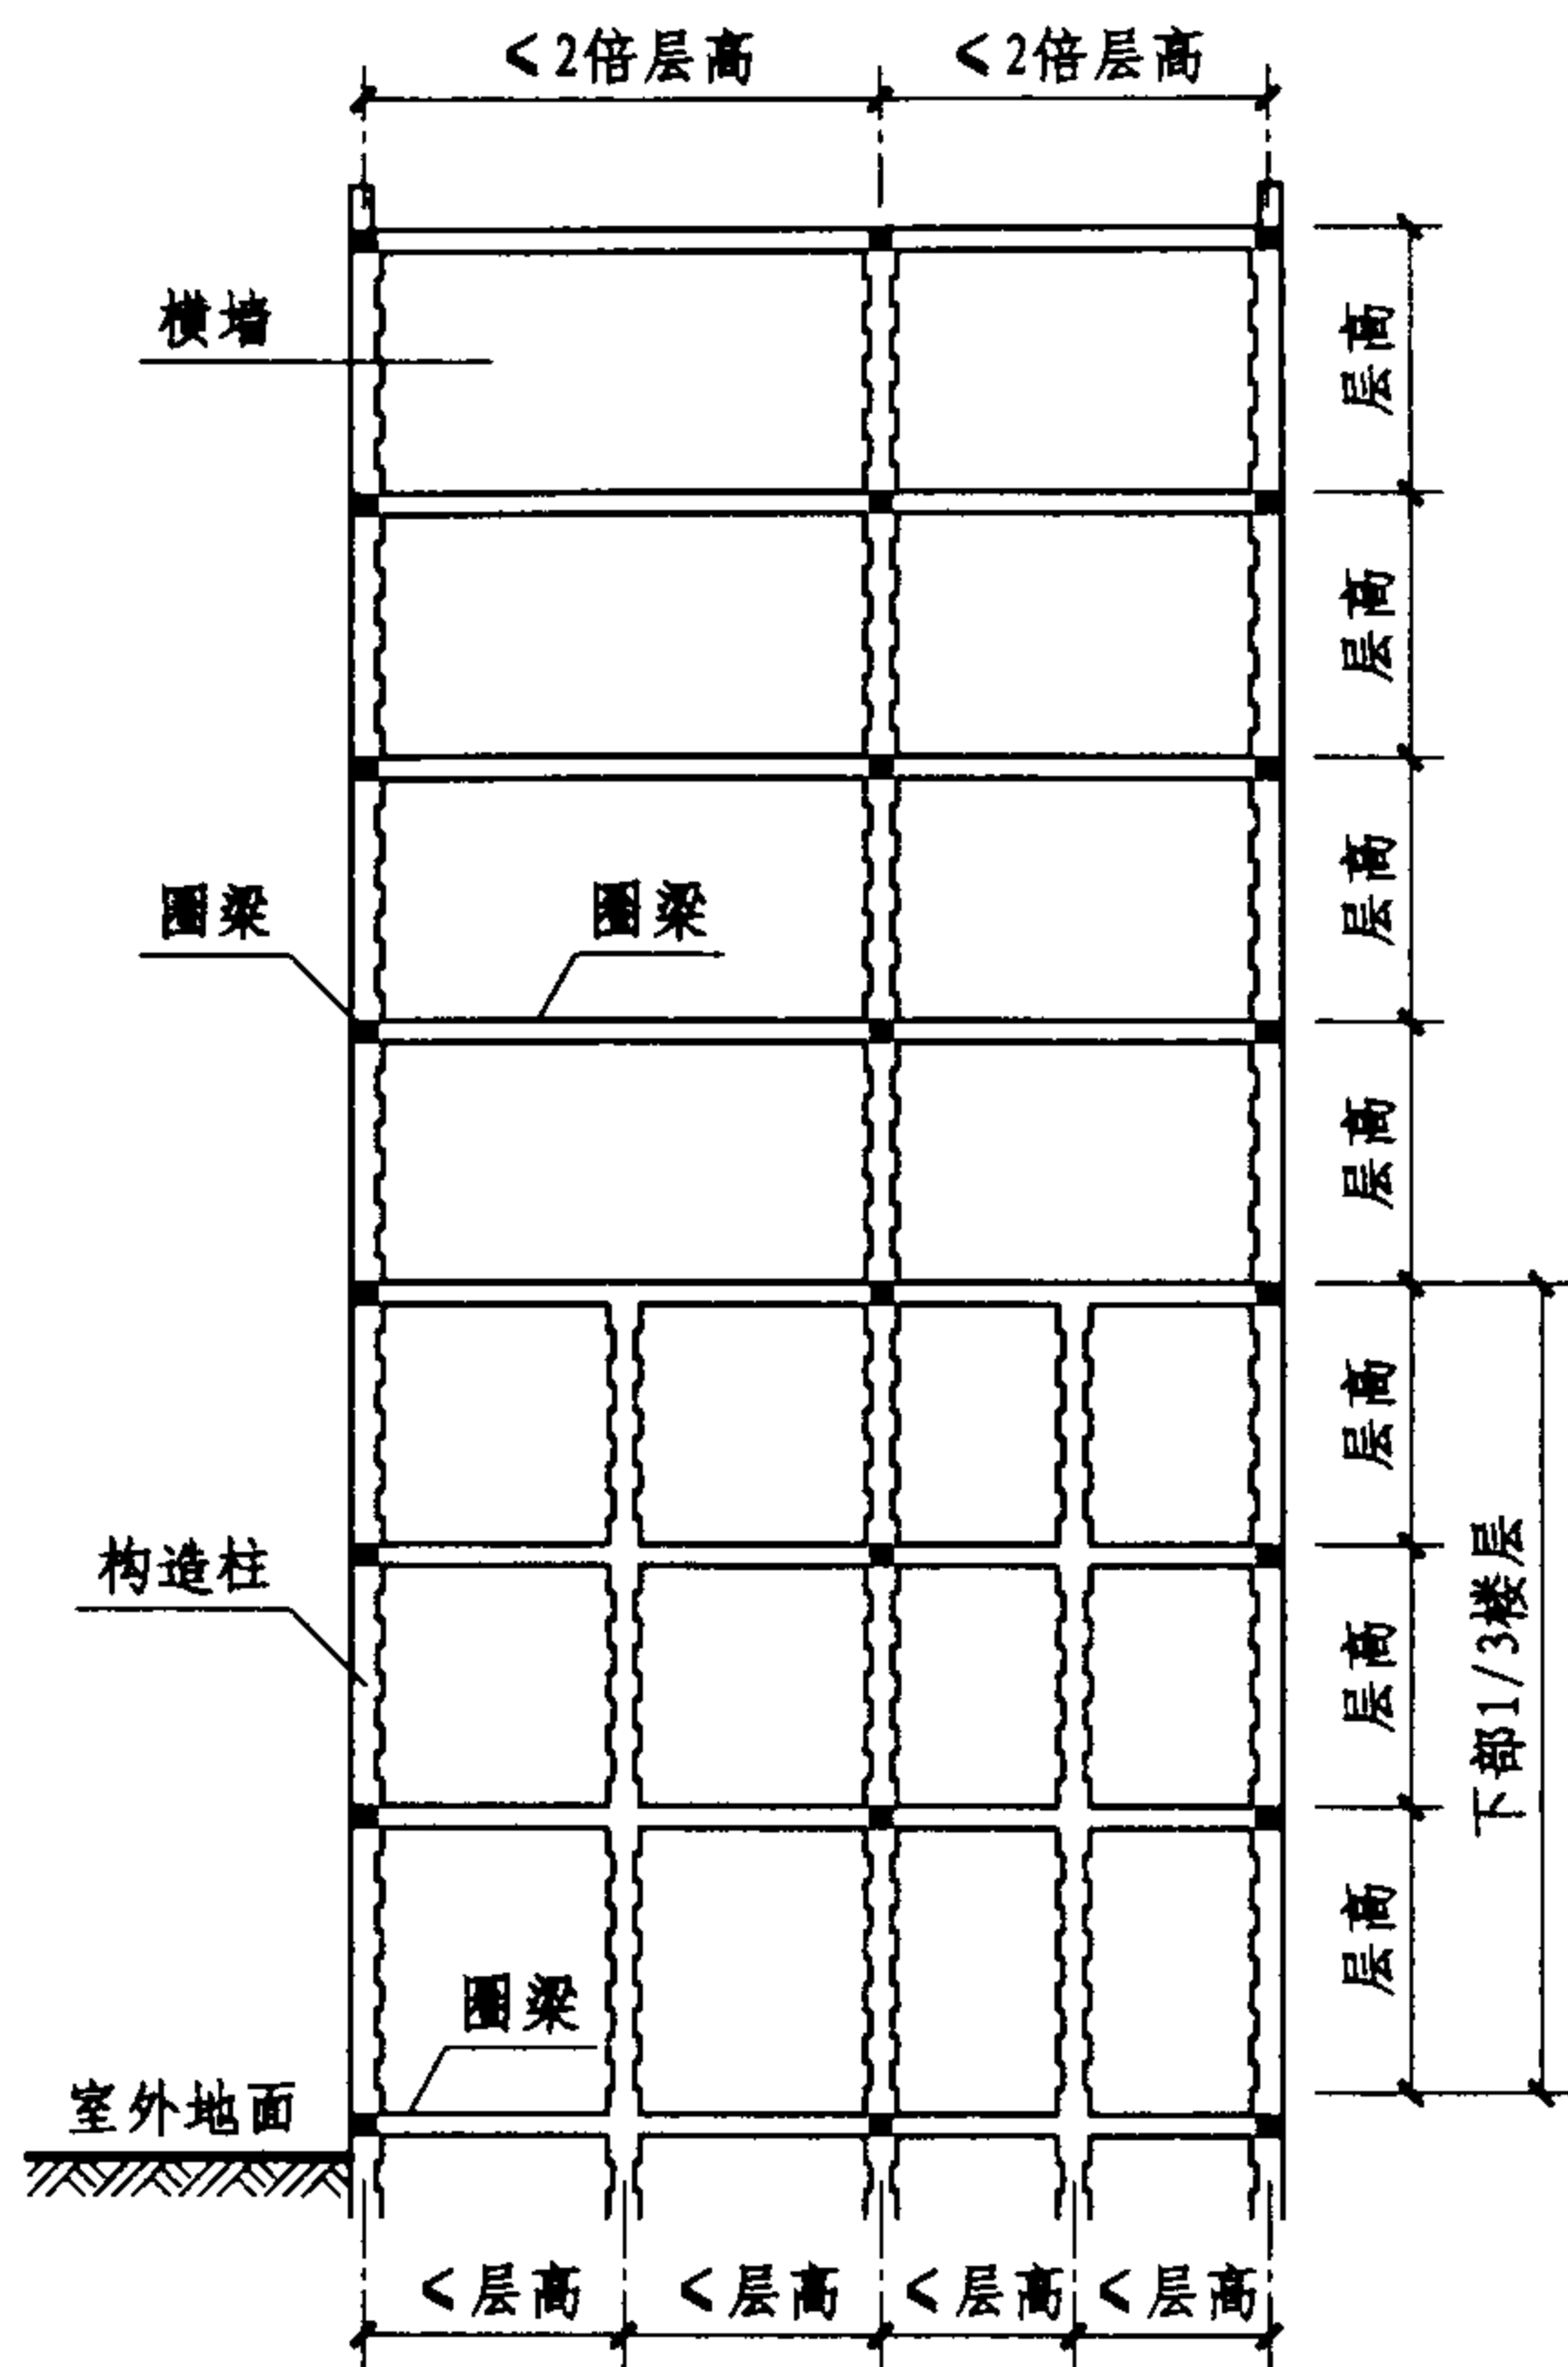 <2倍层高
<2倍层高
横墙
层高
层高
层高
圈梁
圈梁
层高
层高
构造柱
层高
下部1/3楼层
层高
圈梁
室外地面
<层高
<层高
<层高
<层高